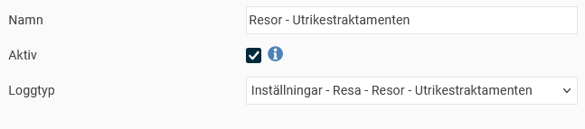 Namn Resor - Utrikestraktamenten
Aktiv
Loggtyp Inställningar - Resa - Resor - Utrikestraktamenten